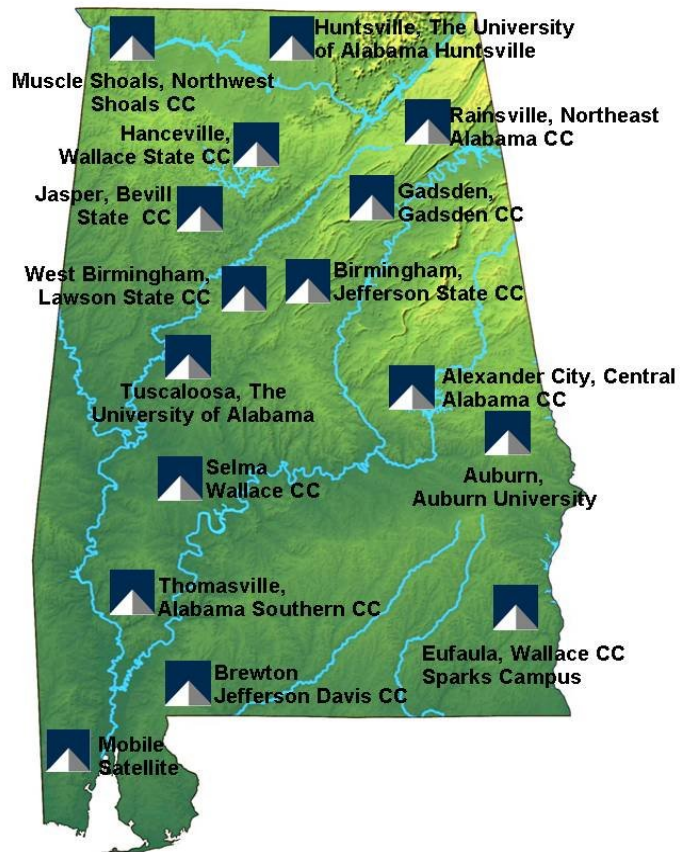 Huntsville, The University
of Alabama Huntsville
Muscle Shoals, Northwest
Shoals CC
Rainsville, Northeast
Alabama CC
Hanceville,
Wallace State CC
Jasper, Bevill
State CC
Gadsden,
Gadsden CC
West Birmingham,
Lawson State CC
Birmingham,
Jefferson State CC
Tuscaloosa, The
University of Alabama
Alexander City, Central
Alabama CC
Auburn,
Auburn University
Selma
Wallace CC
Thomasville,
Alabama Southern CC
Eufaula, Wallace CC
Sparks Campus
Brewton
Jefferson Davis CC
Mobile
Satellite